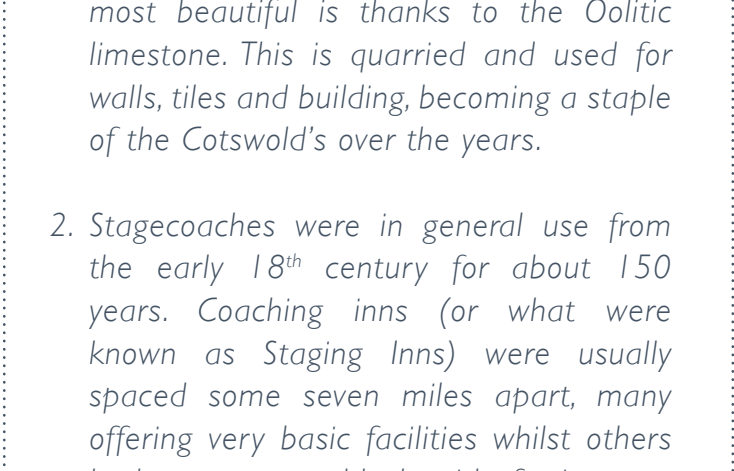 most beautiful is thanks to the Oolitic
limestone. This is quarried and used for
walls, tiles and building, becoming a staple
of the Cotswold’s over the years.
2. Stagecoaches were in general use from
the early 18th century for about 150
years. Coaching inns (or what were
known as Staging Inns) were usually
spaced some seven miles apart, many
offering very basic facilities whilst others